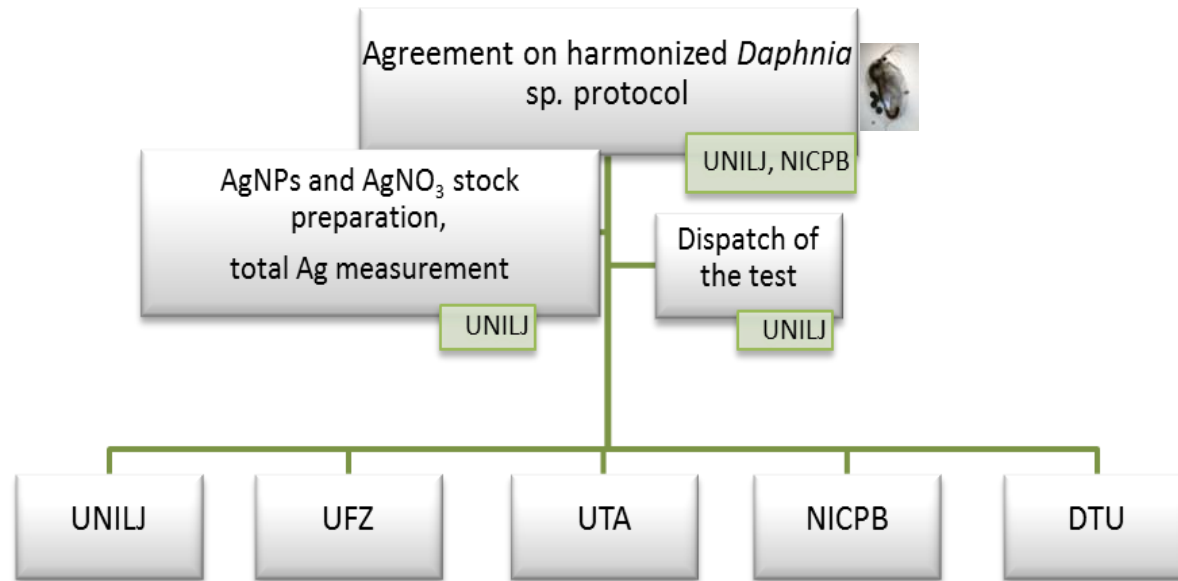 Agreement on harmonized Daphnia
sp. protocol
UNILJ, NICPB
AgNPs and AgNO₃ stock
preparation,
total Ag measurement
UNILJ
Dispatch of
the test
UNILJ
UNILJ
UFZ
UTA
NICPB
DTU